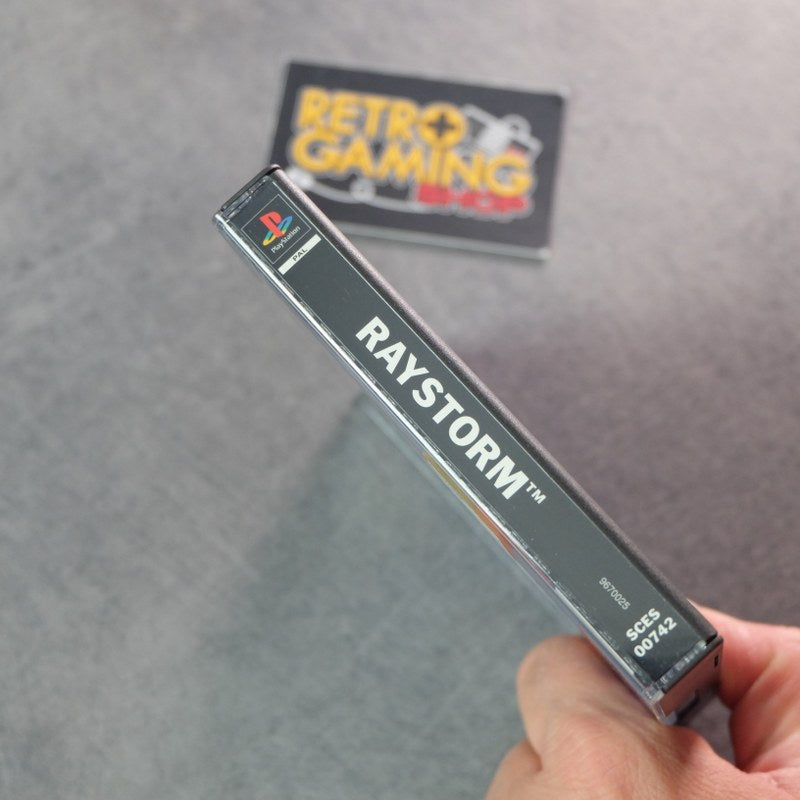 RETRO
GAMING
SHOP
PlayStation
PAL
RAYSTORM™
9670025
SCES
00742